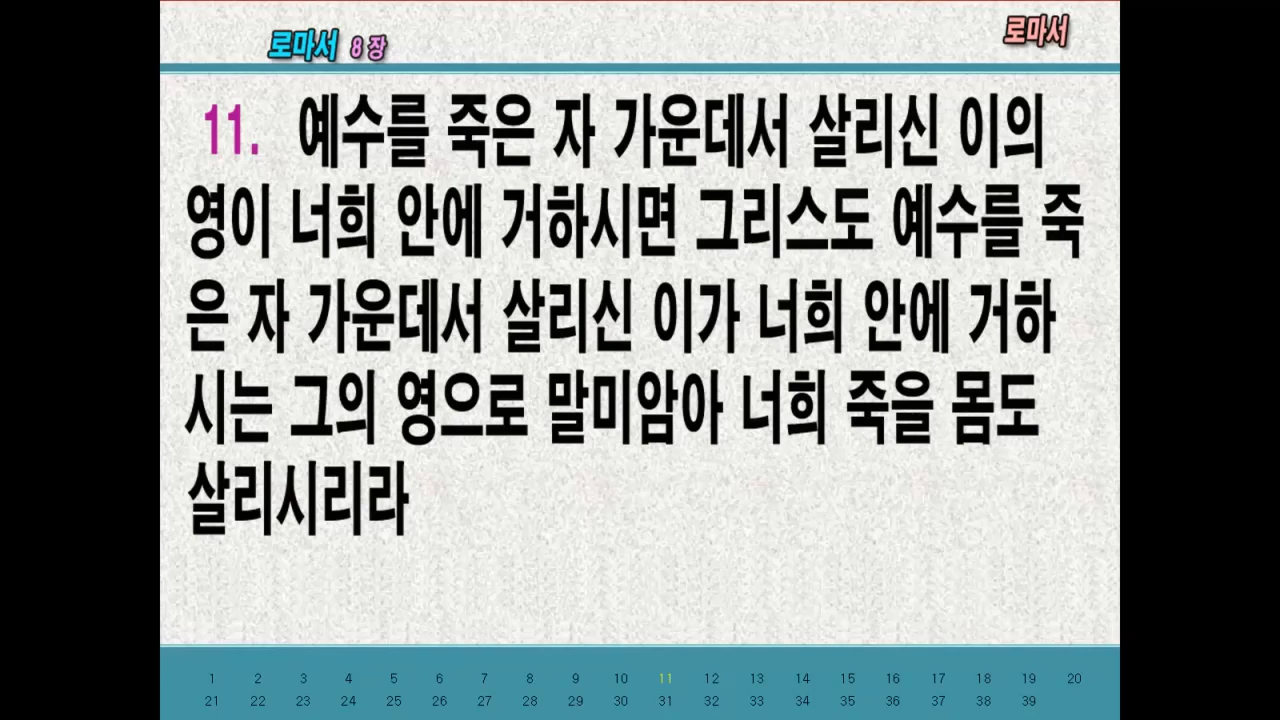 로마서 8 장
로마서
11. 예수를 죽은 자 가운데서 살리신 이의
영이 너희 안에 거하시면 그리스도 예수를 죽
은 자 가운데서 살리신 이가 너희 안에 거하
시는 그의 영으로 말미암아 너희 죽을 몸도
살리시리라
1 2 3 4 5 6 7 8 9 10 11 12 13 14 15 16 17 18 19 20
21 22 23 24 25 26 27 28 29 30 31 32 33 34 35 36 37 38 39